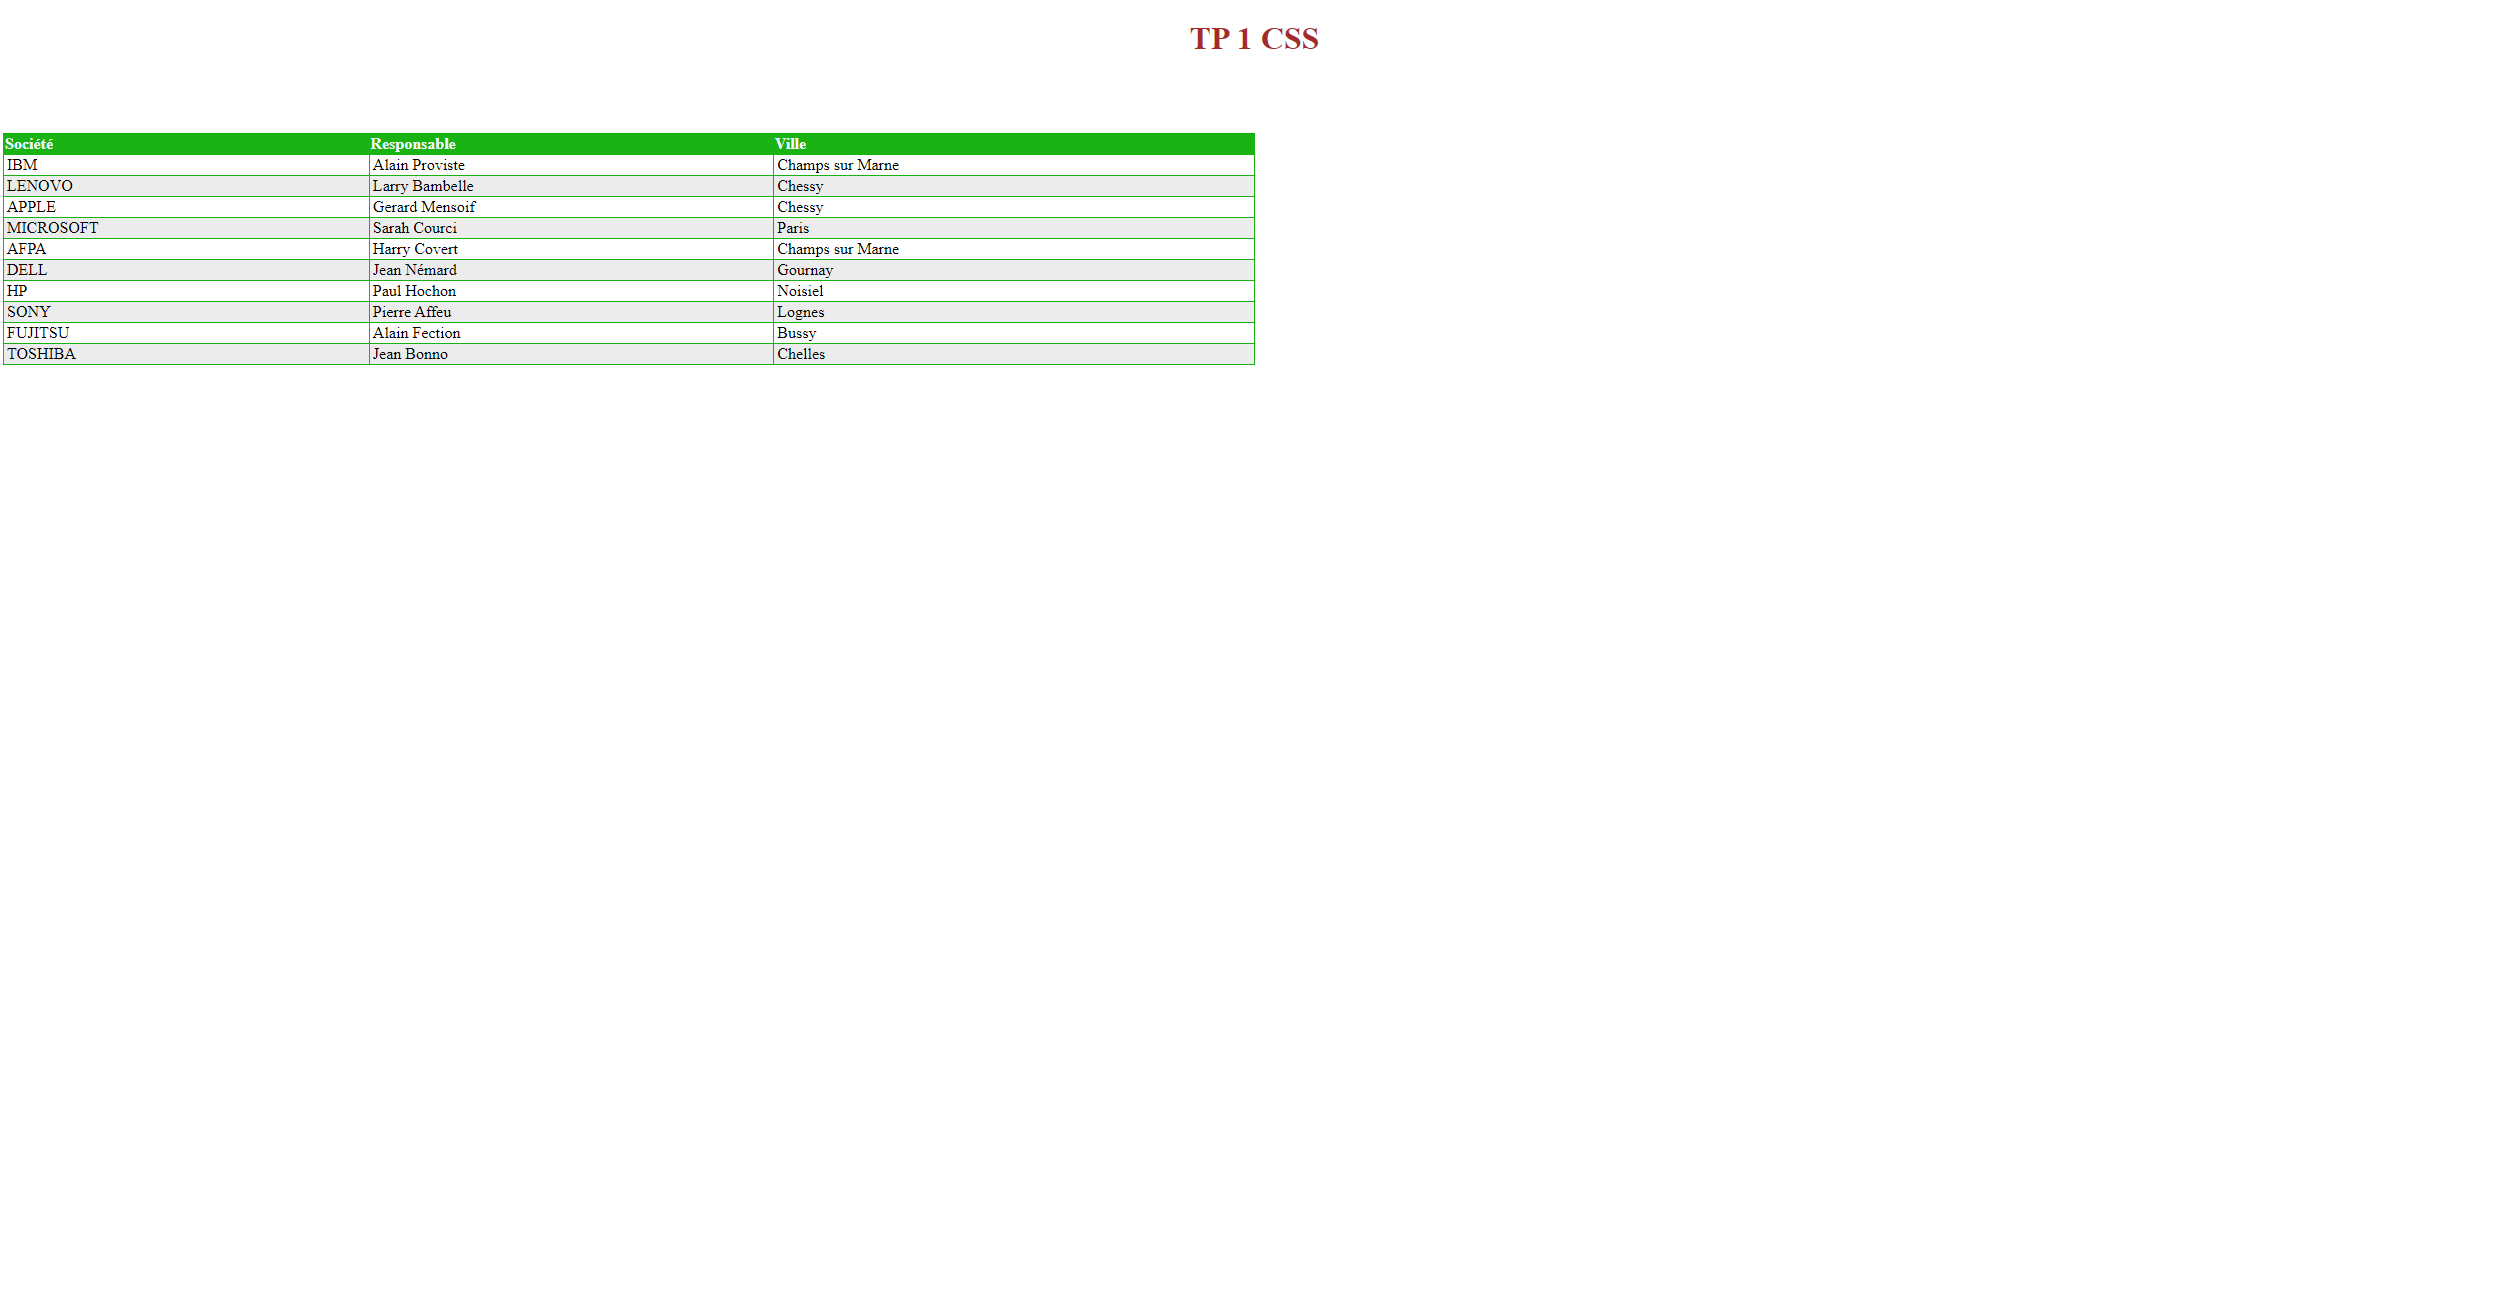 TP 1 CSS
Société Responsable Ville
IBM Alain Proviste Champs sur Marne
LENOVO Larry Bambelle Chessy
APPLE Gerard Mensoif Chessy
MICROSOFT Sarah Courci Paris
AFPA Harry Covert Champs sur Marne
DELL Jean Némard Gournay
HP Paul Hochon Noisiel
SONY Pierre Affeu Lognes
FUJITSU Alain Fection Bussy
TOSHIBA Jean Bonno Chelles